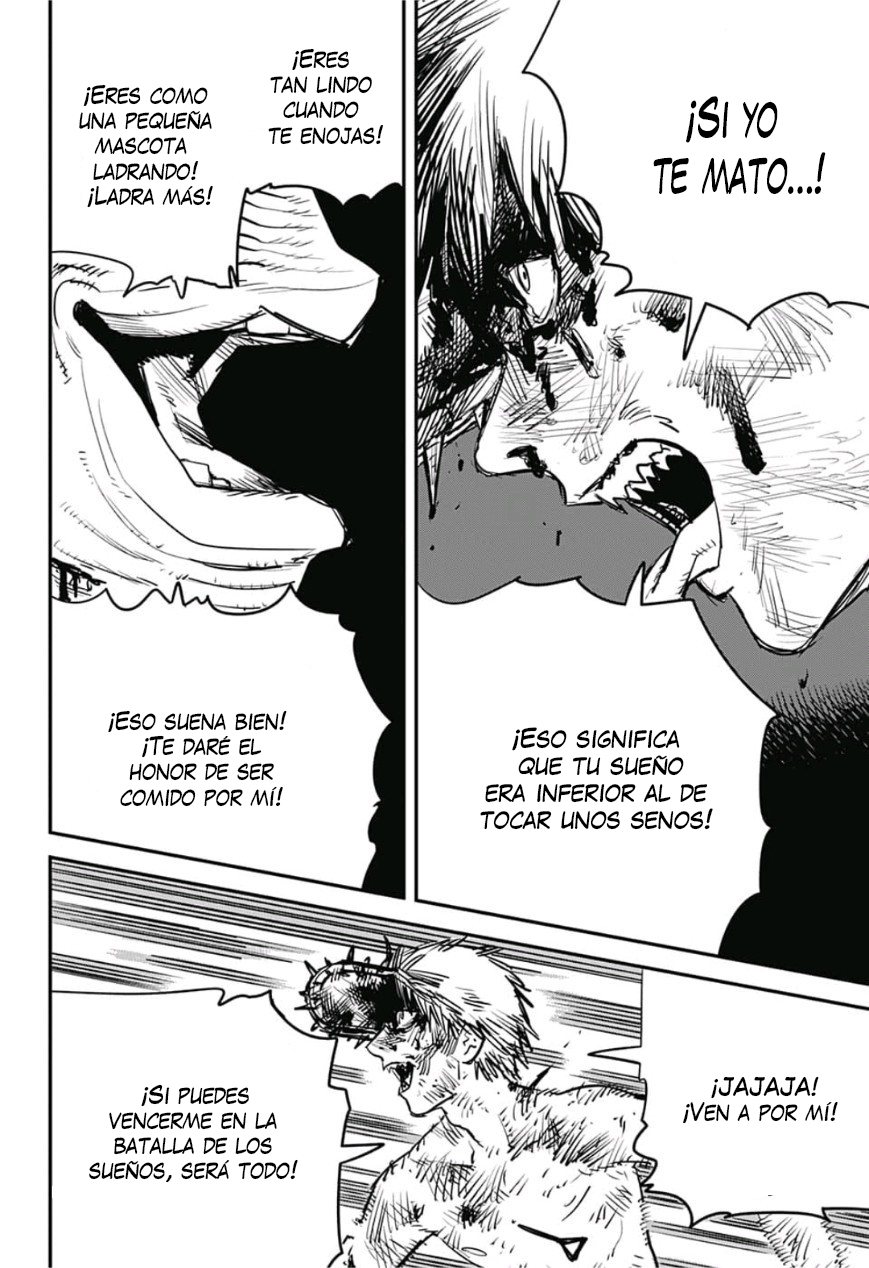 ¡SI YO
TE MATO...!
¡ESO SIGNIFICA
QUE TU SUEÑO
ERA INFERIOR AL DE
TOCAR UNOS SENOS!
¡ERES
TAN LINDO
CUANDO
TE ENOJAS!
¡ERES COMO
UNA PEQUEÑA
MASCOTA
LADRANDO!
¡LADRA MÁS!
¡ESO SUENA BIEN!
¡TE DARÉ EL
HONOR DE SER
COMIDO POR MÍ!
¡JAJAJA!
¡VEN A POR MÍ!
¡SI PUEDES
VENCERME EN LA
BATALLA DE LOS
SUEÑOS, SERÁ TODO!